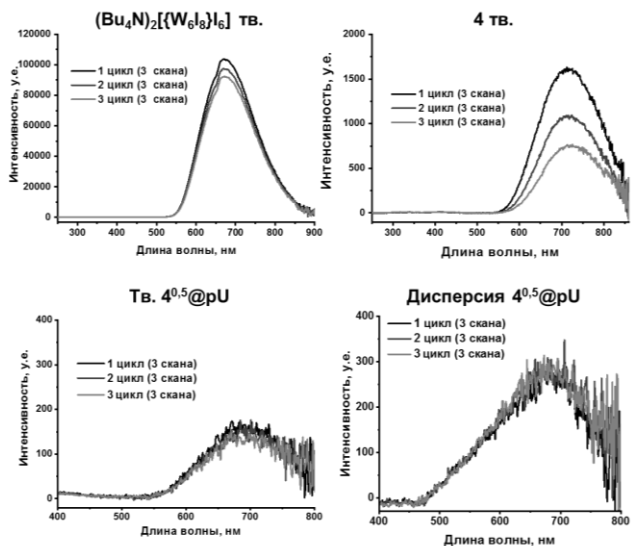 (Bu₄N)₂[{W₆I₈}I₆] тв.
120000
100000
80000
60000
40000
20000
0
Интенсивность, у.е.
1 цикл (3 скана)
2 цикл (3 скана)
3 цикл (3 скана)
300 400 500 600 700 800 900
Длина волны, нм
4 тв.
2000
1500
1000
500
0
Интенсивность, у.е.
1 цикл (3 скана)
2 цикл (3 скана)
3 цикл (3 скана)
300 400 500 600 700 800
Длина волны, нм
Тв. 4⁰,⁵@pU
400
300
200
100
0
Интенсивность, у.е.
1 цикл (3 скана)
2 цикл (3 скана)
3 цикл (3 скана)
400 500 600 700 800
Длина волны, нм
Дисперсия 4⁰,⁵@pU
400
300
200
100
0
Интенсивность, у.е.
1 цикл (3 скана)
2 цикл (3 скана)
3 цикл (3 скана)
400 500 600 700 800
Длина волны, нм